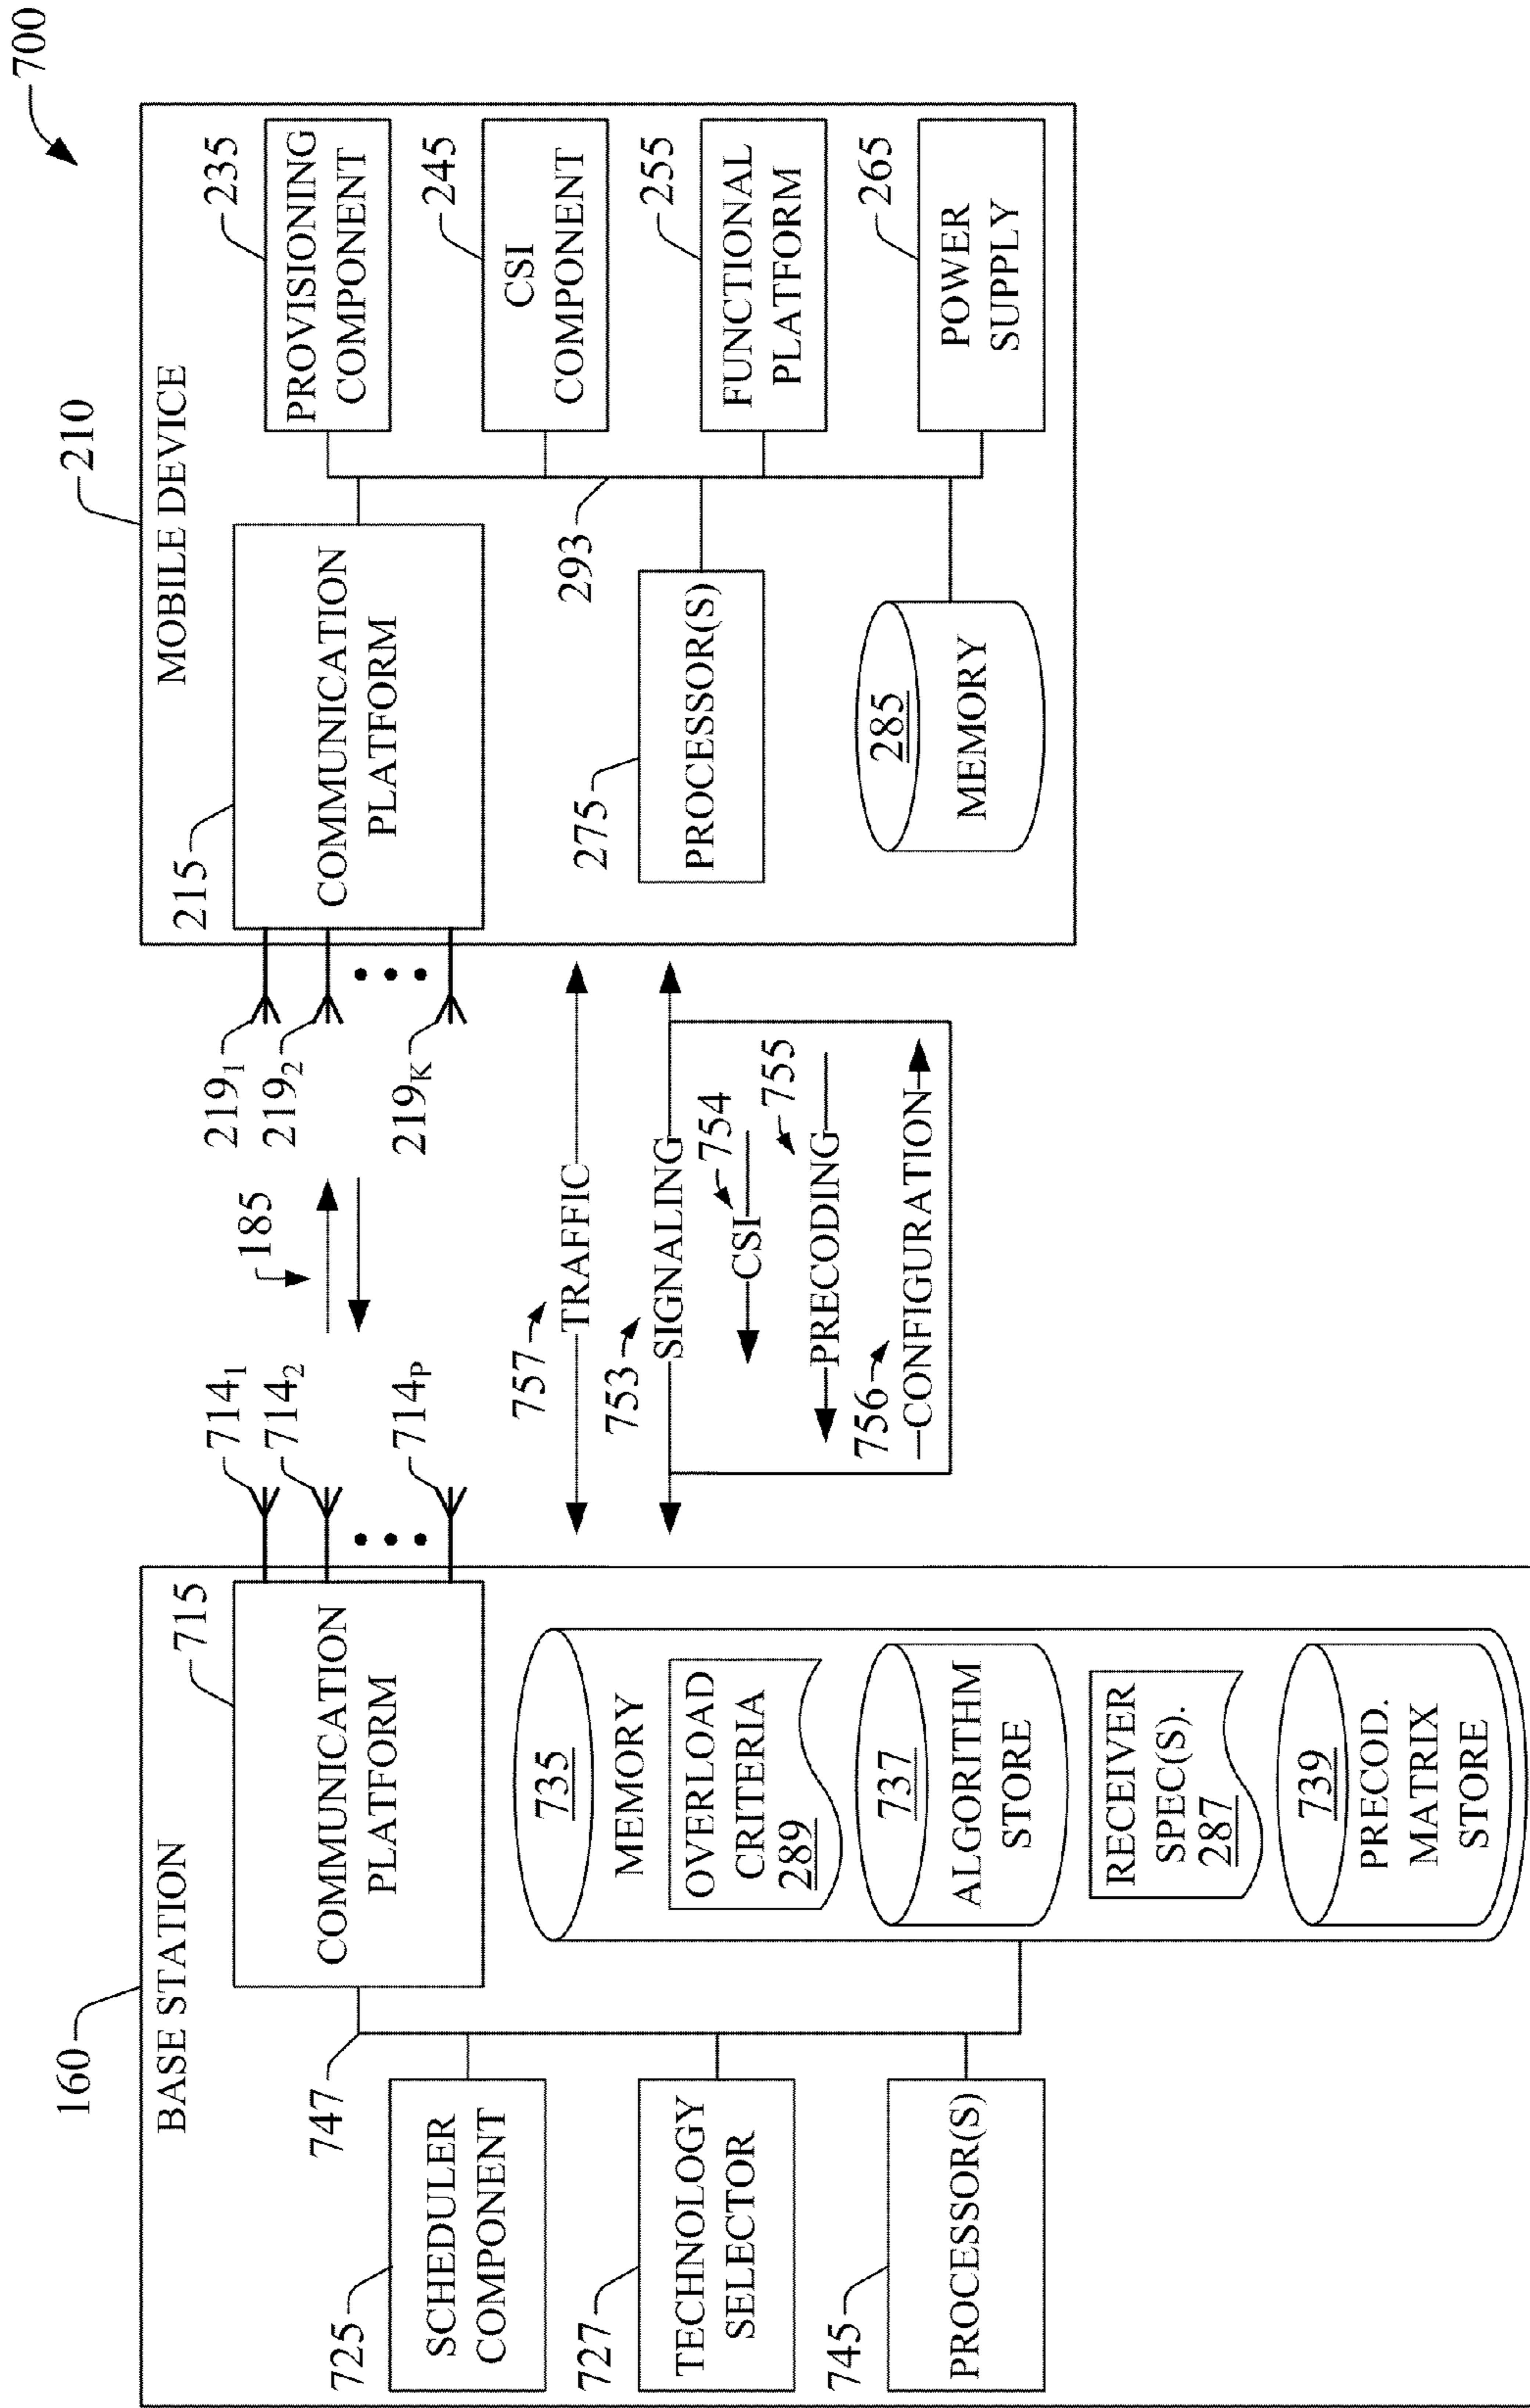 700
160
BASE STATION
715
COMMUNICATION
PLATFORM
714₁
714₂
714ₚ
747
725
SCHEDULER
COMPONENT
727
TECHNOLOGY
SELECTOR
745
PROCESSOR(S)
735
MEMORY
OVERLOAD
CRITERIA
289
737
ALGORITHM
STORE
RECEIVER
SPEC(S).
287
739
PRECOD.
MATRIX
STORE
185
757
TRAFFIC
753
SIGNALING
754
CSI
755
PRECODING
756
CONFIGURATION
210
MOBILE DEVICE
215
COMMUNICATION
PLATFORM
219₁
219₂
219ₖ
235
PROVISIONING
COMPONENT
245
CSI
COMPONENT
255
FUNCTIONAL
PLATFORM
265
POWER
SUPPLY
293
275
PROCESSOR(S)
285
MEMORY